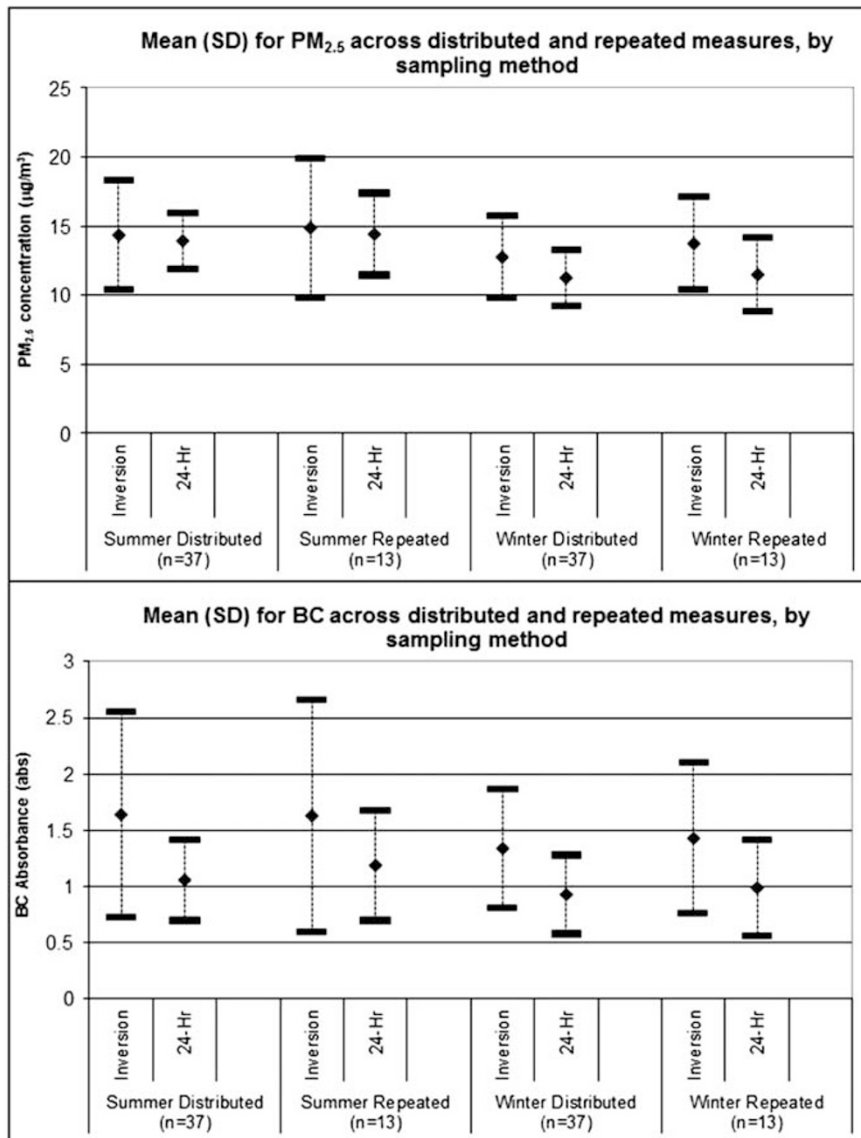 Mean (SD) for PM2.5 across distributed and repeated measures, by
sampling method
PM2.5 concentration (µg/m³)
25
20
15
10
5
0
Inversion
24-Hr
Inversion
24-Hr
Inversion
24-Hr
Inversion
24-Hr
Summer Distributed
(n=37)
Summer Repeated
(n=13)
Winter Distributed
(n=37)
Winter Repeated
(n=13)
Mean (SD) for BC across distributed and repeated measures, by
sampling method
BC Absorbance (abs)
3
2.5
2
1.5
1
0.5
0
Inversion
24-Hr
Inversion
24-Hr
Inversion
24-Hr
Inversion
24-Hr
Summer Distributed
(n=37)
Summer Repeated
(n=13)
Winter Distributed
(n=37)
Winter Repeated
(n=13)